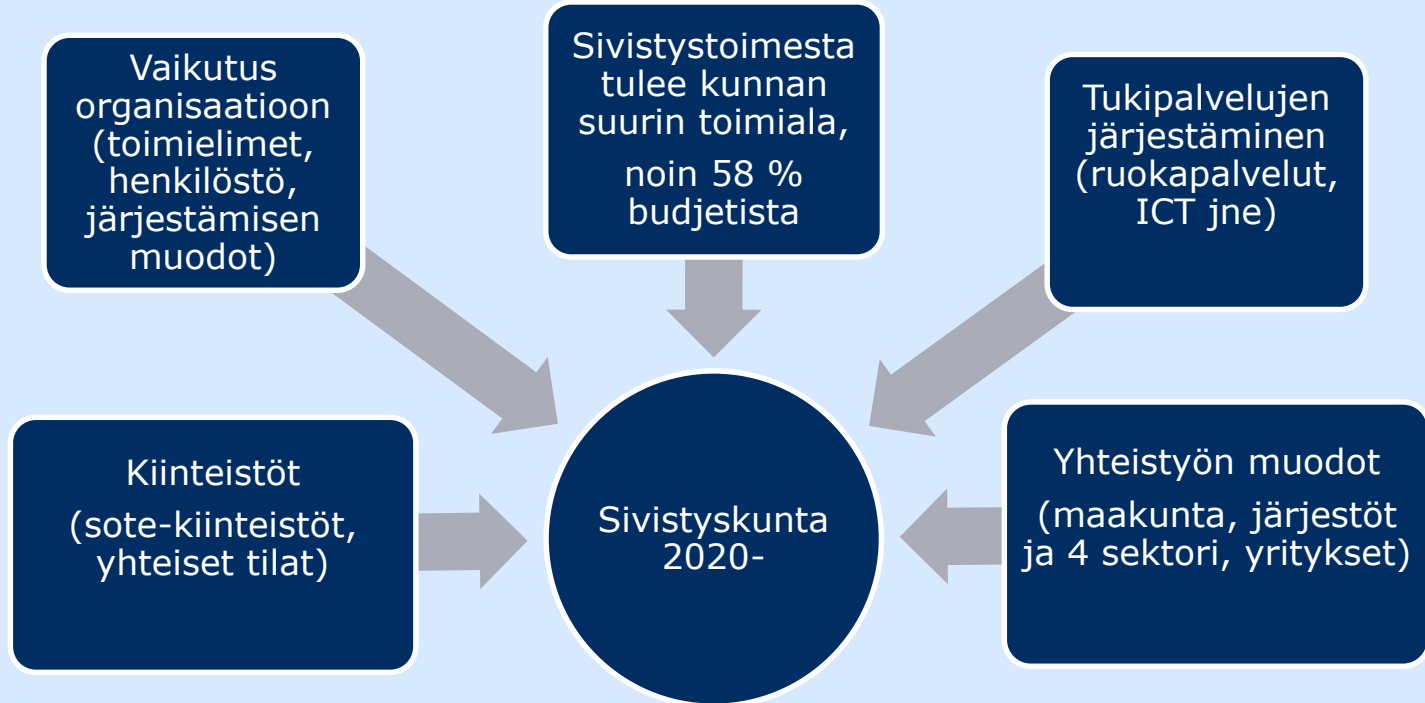 Vaikutus
organisaatioon
(toimielimet,
henkilöstö,
järjestämisen
muodot)
Sivistystoimesta
tulee kunnan
suurin toimiala,
noin 58 %
budjetista
Tukipalvelujen
järjestäminen
(ruokapalvelut,
ICT jne)
Kiinteistöt
(sote-kiinteistöt,
yhteiset tilat)
Sivistyskunta
2020-
Yhteistyön muodot
(maakunta, järjestöt
ja 4 sektori, yritykset)